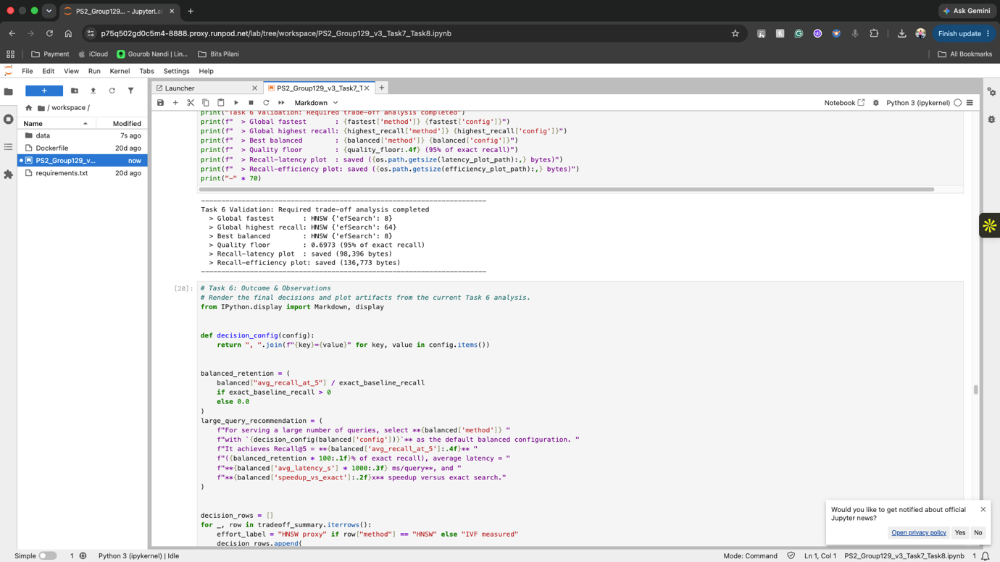 PS2_Group129... - JupyterLa
Ask Gemini
p75q502gd0c5m4-8888.proxy.runpod.net/lab/tree/workspace/PS2_Group129_v3_Task7_Task8.ipynb
Finish update
Payment
iCloud
Gourob Nandi | Lin...
Bits Pilani
All Bookmarks
File Edit View Run Kernel Tabs Settings Help
Launcher
PS2_Group129_v3_Task7_T
Markdown
Notebook
Python 3 (ipykernel)
/ workspace /
Name Modified
data 7s ago
Dockerfile 20d ago
PS2_Group129_v... now
requirements.txt 20d ago
print("Task 6 Validation: Required trade-off analysis completed")
print(f"  > Global fastest       : {fastest['method']} {fastest['config']}")
print(f"  > Global highest recall: {highest_recall['method']} {highest_recall['config']}")
print(f"  > Best balanced        : {balanced['method']} {balanced['config']}")
print(f"  > Quality floor        : {quality_floor:.4f} (95% of exact recall)")
print(f"  > Recall-latency plot  : saved ({os.path.getsize(latency_plot_path):,} bytes)")
print(f"  > Recall-efficiency plot: saved ({os.path.getsize(efficiency_plot_path):,} bytes)")
print("-" * 70)
----------------------------------------------------------------------
Task 6 Validation: Required trade-off analysis completed
  > Global fastest       : HNSW {'efSearch': 8}
  > Global highest recall: HNSW {'efSearch': 64}
  > Best balanced        : HNSW {'efSearch': 8}
  > Quality floor        : 0.6973 (95% of exact recall)
  > Recall-latency plot  : saved (98,396 bytes)
  > Recall-efficiency plot: saved (136,773 bytes)
----------------------------------------------------------------------
[20]:
# Task 6: Outcome & Observations
# Render the final decisions and plot artifacts from the current Task 6 analysis.
from IPython.display import Markdown, display
def decision_config(config):
    return ", ".join(f"{key}={value}" for key, value in config.items())
balanced_retention = (
    balanced["avg_recall_at_5"] / exact_baseline_recall
    if exact_baseline_recall > 0
    else 0.0
)
large_query_recommendation = (
    f"For serving a large number of queries, select **{balanced['method']} "
    f"with `{decision_config(balanced['config'])}`** as the default balanced configuration. "
    f"It achieves Recall@5 = **{balanced['avg_recall_at_5']:.4f}** "
    f"({balanced_retention * 100:.1f}% of exact recall), average latency = "
    f"**{balanced['avg_latency_s'] * 1000:.3f} ms/query**, and "
    f"**{balanced['speedup_vs_exact']:.2f}x** speedup versus exact search."
)
decision_rows = []
for _, row in tradeoff_summary.iterrows():
    effort_label = "HNSW proxy" if row["method"] == "HNSW" else "IVF measured"
    decision_rows.append(
Would you like to get notified about official
Jupyter news?
Open privacy policy
Yes
No
Simple
1
Python 3 (ipykernel) | Idle
Mode: Command
Ln 1, Col 1
PS2_Group129_v3_Task7_Task8.ipynb
1